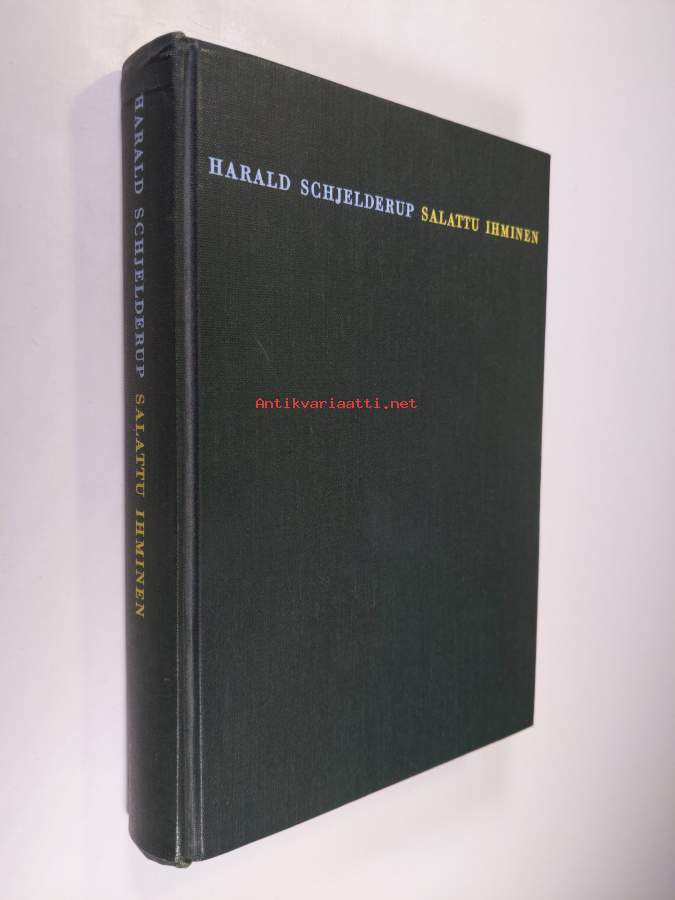 HARALD SCHJELDERUP SALATTU IHMINEN
HARALD SCHJELDERUP SALATTU IHMINEN
Antikvariaatti.net